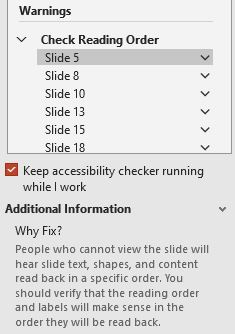 Warnings
Check Reading Order
Slide 5
Slide 8
Slide 10
Slide 13
Slide 15
Slide 18
Keep accessibility checker running
while I work
Additional Information
Why Fix?
People who cannot view the slide will
hear slide text, shapes, and content
read back in a specific order. You
should verify that the reading order
and labels will make sense in the
order they will be read back.